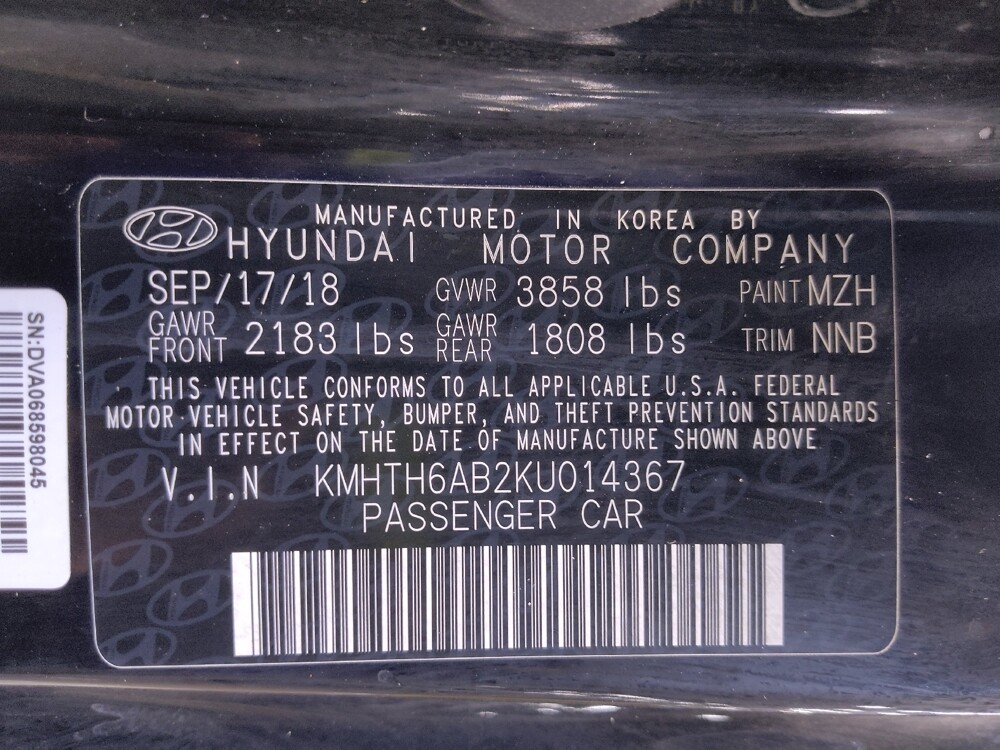 MANUFACTURED IN KOREA BY
HYUNDAI MOTOR COMPANY
SEP/17/18 GVWR 3858 lbs PAINT MZH
GAWR FRONT 2183 lbs GAWR REAR 1808 lbs TRIM NNB
THIS VEHICLE CONFORMS TO ALL APPLICABLE U.S.A. FEDERAL
MOTOR VEHICLE SAFETY, BUMPER, AND THEFT PREVENTION STANDARDS
IN EFFECT ON THE DATE OF MANUFACTURE SHOWN ABOVE
V.I.N KMHTH6AB2KU014367
PASSENGER CAR
SN:DVA068598045